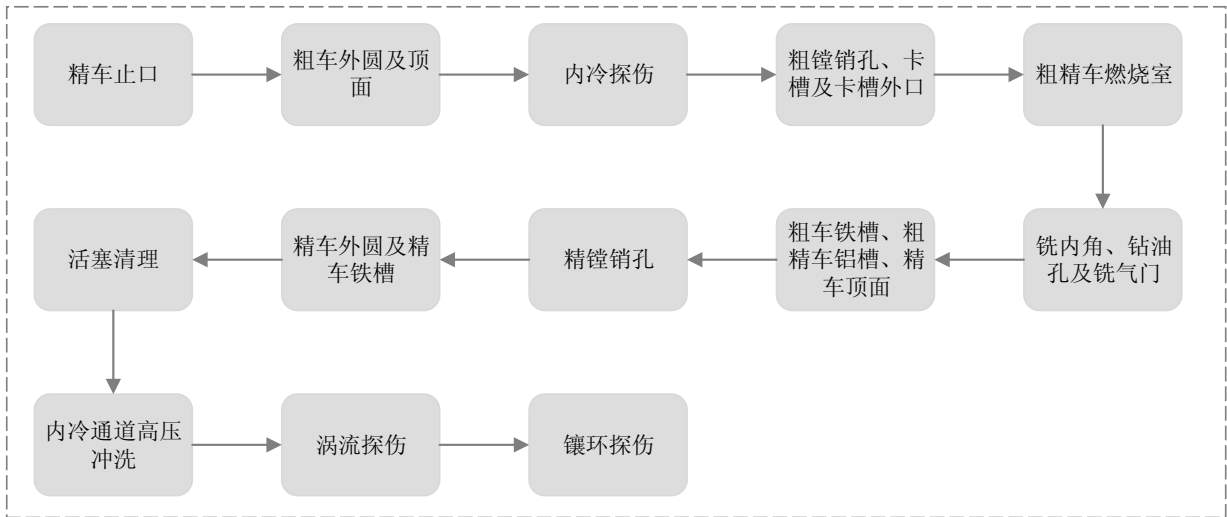 精车止口
粗车外圆及顶
面
内冷探伤
粗镗销孔、卡
槽及卡槽外口
粗精车燃烧室
活塞清理
精车外圆及精
车铁槽
精镗销孔
粗车铁槽、粗
精车铝槽、精
车顶面
铣内角、钻油
孔及铣气门
内冷通道高压
冲洗
涡流探伤
镶环探伤